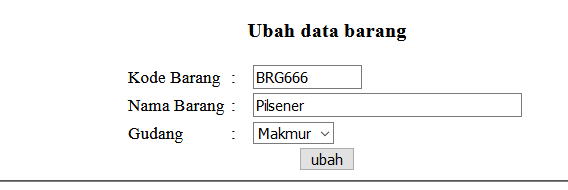 Ubah data barang
Kode Barang : BRG666
Nama Barang : Pilsener
Gudang : Makmur
ubah